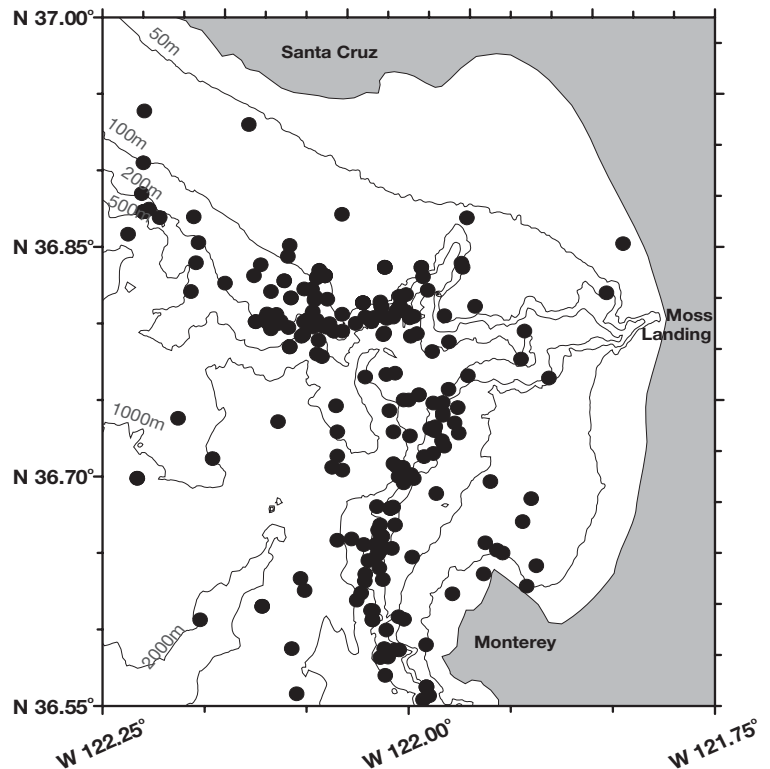 N 37.00°
Santa Cruz
50m
100m
200m
500m
N 36.85°
Moss
Landing
1000m
N 36.70°
2000m
Monterey
N 36.55°
W 122.25°
W 122.00°
W 121.75°